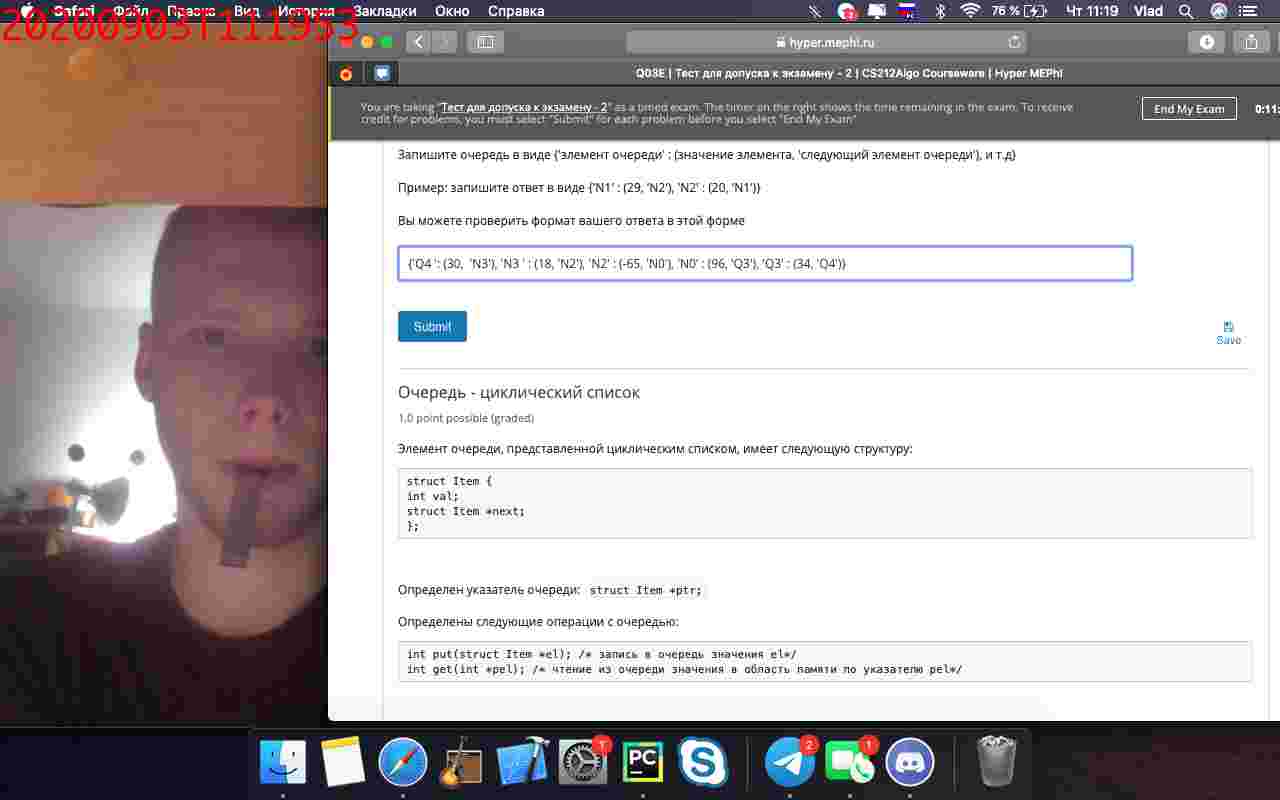 Safari Файл Правка Вид История Закладки Окно Справка 76 % Чт 11:19 Vlad
20200903T111953
hyper.mephi.ru
Q03E | Тест для допуска к экзамену - 2 | CS212Algo Courseware | Hyper MEPhI
You are taking "Тест для допуска к экзамену - 2" as a timed exam. The timer on the right shows the time remaining in the exam. To receive
credit for problems, you must select "Submit" for each problem before you select "End My Exam"
End My Exam
0:11:
Запишите очередь в виде {'элемент очереди' : (значение элемента, 'следующий элемент очереди'), и т.д}
Пример: запишите ответ в виде {'N1' : (29, 'N2'), 'N2' : (20, 'N1')}
Вы можете проверить формат вашего ответа в этой форме
{'Q4 ': (30, 'N3'), 'N3 ' : (18, 'N2'), 'N2' : (-65, 'N0'), 'N0' : (96, 'Q3'), 'Q3' : (34, 'Q4')}
Submit
Save
Очередь - циклический список
1.0 point possible (graded)
Элемент очереди, представленной циклическим списком, имеет следующую структуру:
struct Item {
int val;
struct Item *next;
};
Определен указатель очереди: struct Item *ptr;
Определены следующие операции с очередью:
int put(struct Item *el); /* запись в очередь значения el*/
int get(int *pel); /* чтение из очереди значения в область памяти по указателю pel*/
1
PC
2
1